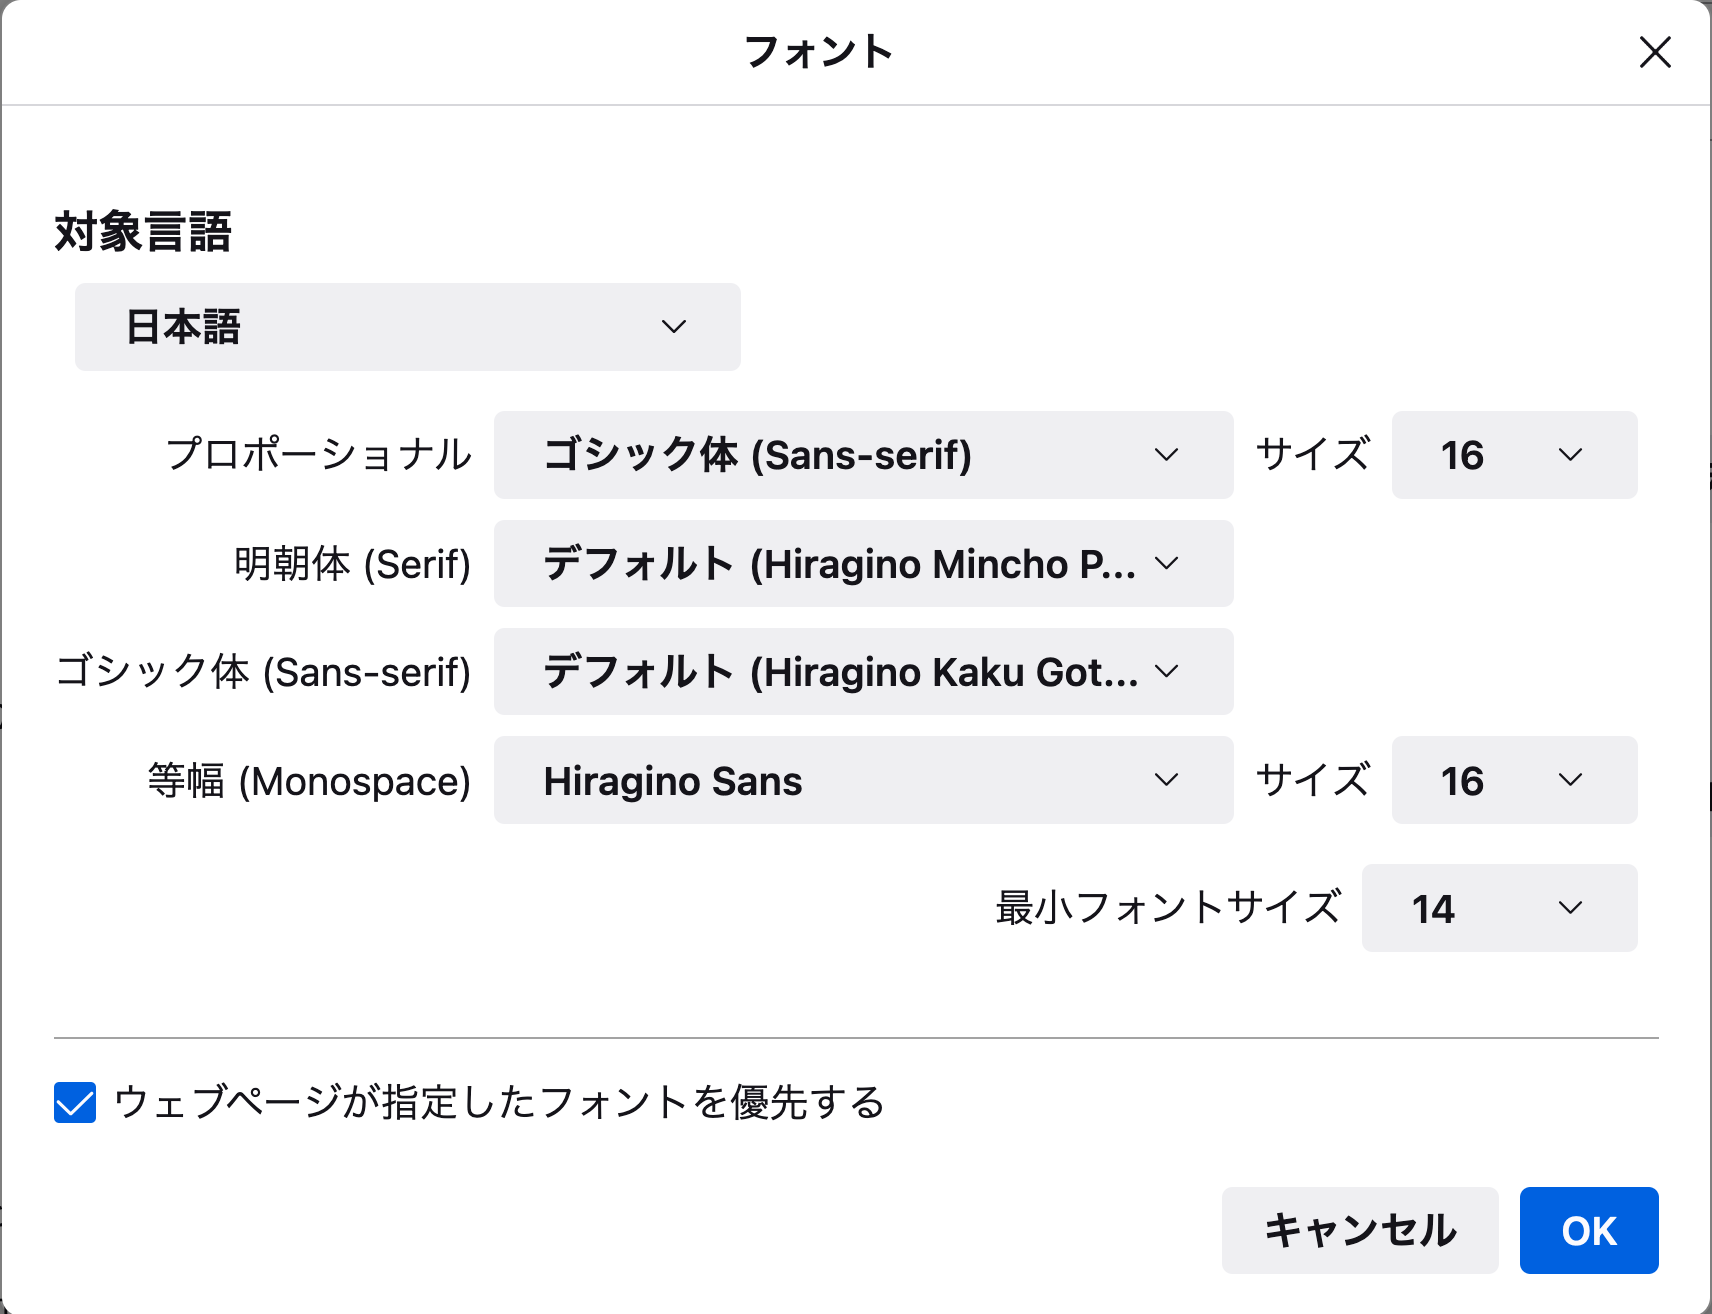 フォント
対象言語
日本語
プロポーショナル ゴシック体 (Sans-serif) サイズ 16
明朝体 (Serif) デフォルト (Hiragino Mincho P...
ゴシック体 (Sans-serif) デフォルト (Hiragino Kaku Got...
等幅 (Monospace) Hiragino Sans サイズ 16
最小フォントサイズ 14
ウェブページが指定したフォントを優先する
キャンセル OK